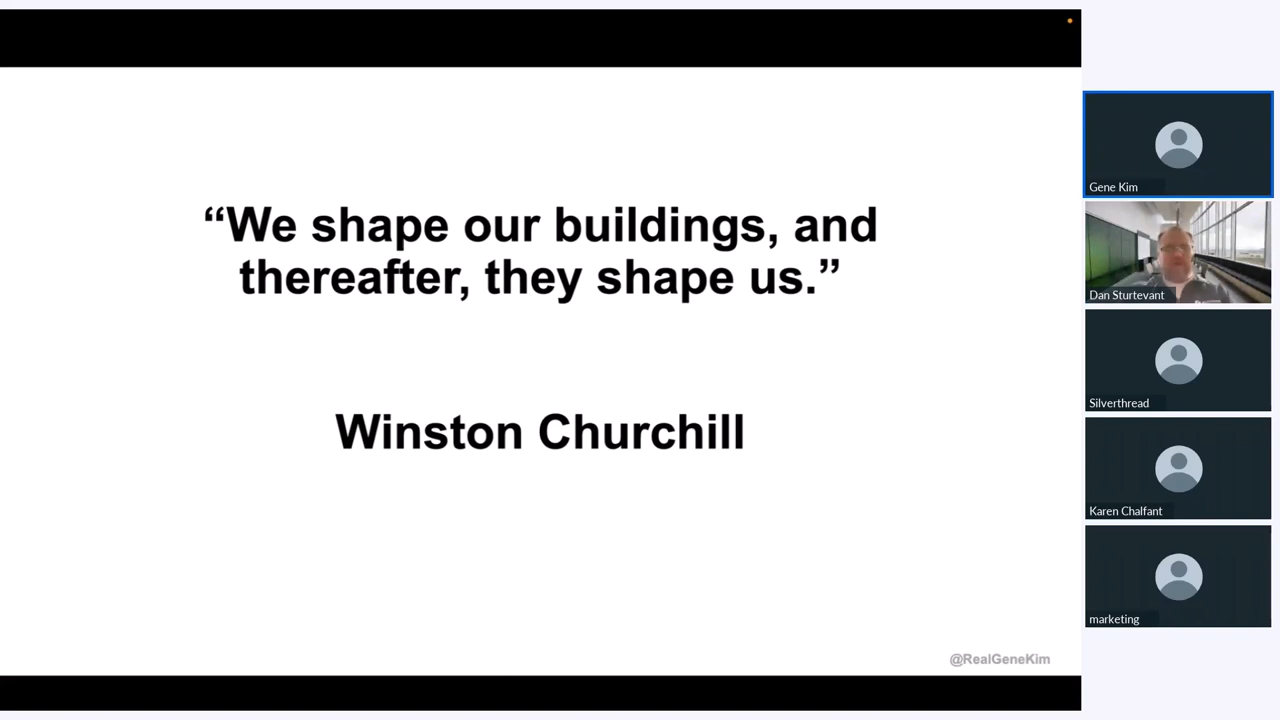 “We shape our buildings, and
thereafter, they shape us.”
Winston Churchill
@RealGeneKim
Gene Kim
Dan Sturtevant
Silverthread
Karen Chalfant
marketing